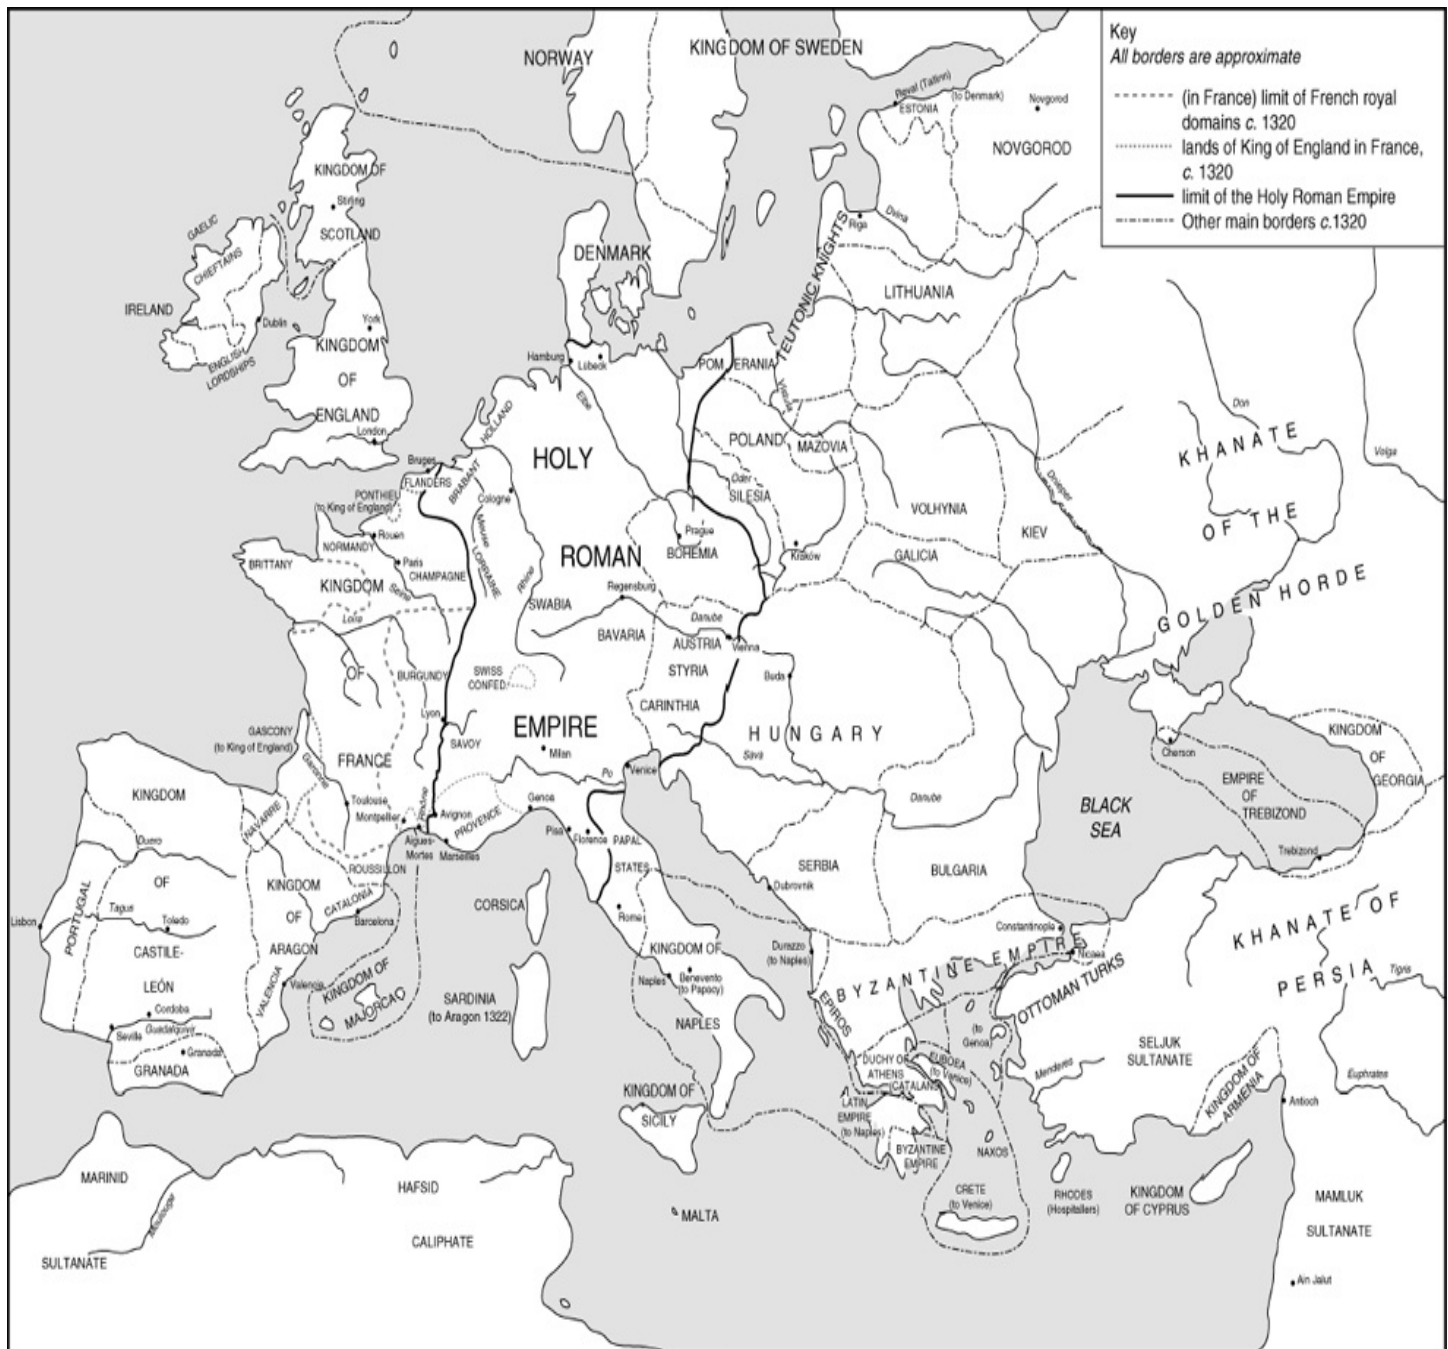 Key
All borders are approximate
(in France) limit of French royal
domains c. 1320
lands of King of England in France,
c. 1320
limit of the Holy Roman Empire
Other main borders c.1320
NORWAY
KINGDOM OF SWEDEN
Reval (Tallinn)
ESTONIA
(to Denmark)
Novgorod
NOVGOROD
KINGDOM OF
Stirling
SCOTLAND
GAELIC
CHIEFTAINS
IRELAND
Dublin
ENGLISH
LORDSHIPS
York
KINGDOM
OF
ENGLAND
London
DENMARK
TEUTONIC KNIGHTS
Riga
Dvina
LITHUANIA
Hamburg
Lübeck
Elbe
POM ERANIA
Vistula
POLAND
MAZOVIA
Oder
SILESIA
Kraków
VOLHYNIA
GALICIA
KIEV
Dnieper
Don
Volga
KHANATE
OF THE
GOLDEN HORDE
HOLLAND
Bruges
FLANDERS
BRABANT
Cologne
Meuse
LORRAINE
Rhine
HOLY
ROMAN
EMPIRE
Prague
BOHEMIA
Regensburg
SWABIA
BAVARIA
Danube
AUSTRIA
Vienna
STYRIA
CARINTHIA
SWISS
CONFED.
PONTHIEU
(to King of England)
Rouen
NORMANDY
Paris
CHAMPAGNE
Seine
BRITTANY
KINGDOM
Loire
OF
BURGUNDY
Lyon
SAVOY
FRANCE
GASCONY
(to King of England)
Garonne
Toulouse
Montpellier
Rhône
Avignon
PROVENCE
Aigues-
Mortes
Marseilles
Milan
Po
Venice
Genoa
Pisa
Florence
PAPAL
STATES
Rome
Buda
HUNGARY
Sava
Danube
SERBIA
BULGARIA
Dubrovnik
BLACK
SEA
Cherson
EMPIRE
OF
TREBIZOND
Trebizond
KINGDOM
OF
GEORGIA
KINGDOM
Duero
OF
Tagus
Toledo
CASTILE-
LEÓN
Cordoba
Guadalquivir
Seville
Granada
GRANADA
PORTUGAL
Lisbon
NAVARRE
KINGDOM
OF
ARAGON
ROUSSILLON
CATALONIA
Barcelona
VALENCIA
Valencia
KINGDOM OF
MAJORCA
CORSICA
SARDINIA
(to Aragon 1322)
KINGDOM OF
Naples
Benevento
(to Papacy)
NAPLES
KINGDOM OF
SICILY
MALTA
Durazzo
(to Naples)
EPIROS
BYZANTINE EMPIRE
Constantinople
Nicaea
OTTOMAN TURKS
(to
Genoa)
DUCHY OF
ATHENS
(CATALANS)
EUBOEA
(to Venice)
LATIN
EMPIRE
(to Naples)
BYZANTINE
EMPIRE
NAXOS
CRETE
(to Venice)
RHODES
(Hospitallers)
KINGDOM
OF CYPRUS
Menderes
SELJUK
SULTANATE
KINGDOM OF
ARMENIA
Antioch
KHANATE OF
PERSIA
Tigris
Euphrates
MAMLUK
SULTANATE
Ain Jalut
MARINID
Moulouge
SULTANATE
HAFSID
CALIPHATE